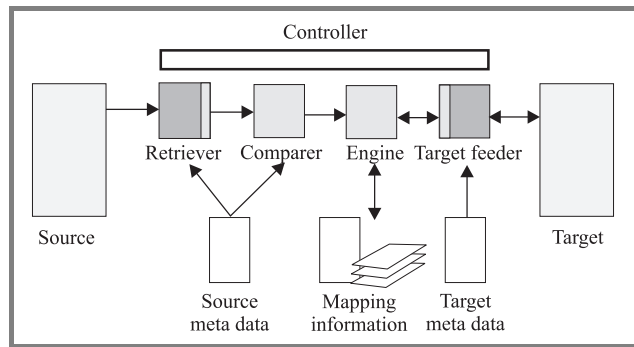 Controller
Retriever
Comparer
Engine
Target feeder
Source
Target
Source
meta data
Mapping
information
Target
meta data